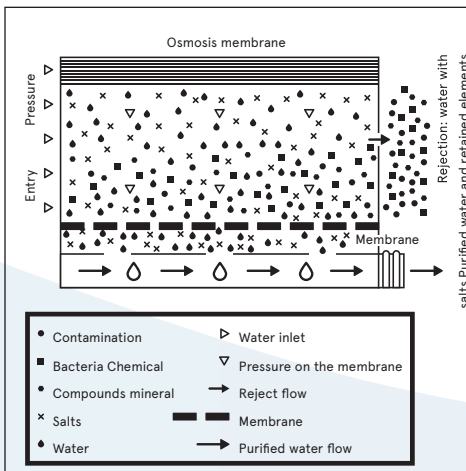 Osmosis membrane
Pressure
Entry
Rejection: water with
salts Purified water and retained elements
Membrane
Contamination
Bacteria Chemical
Compounds mineral
Salts
Water
Water inlet
Pressure on the membrane
Reject flow
Membrane
Purified water flow